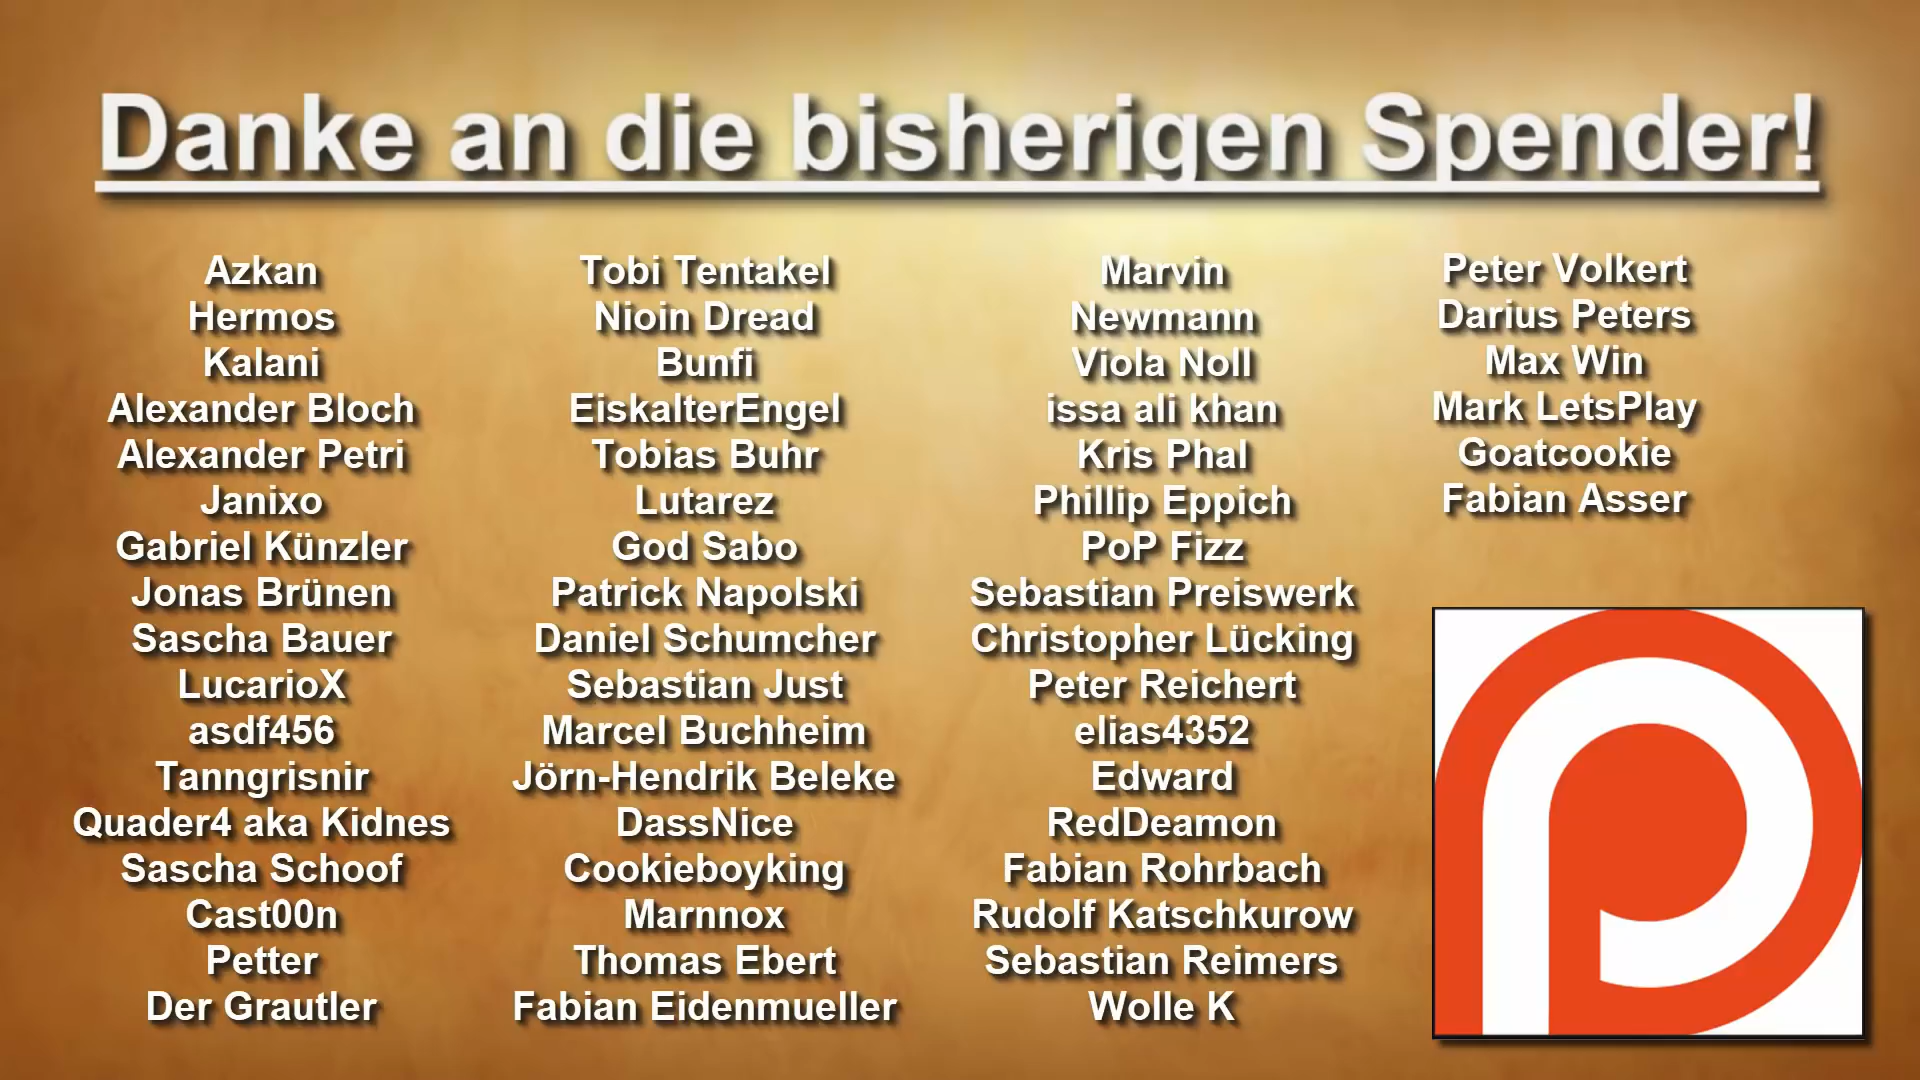 Danke an die bisherigen Spender!
Azkan
Hermos
Kalani
Alexander Bloch
Alexander Petri
Janixo
Gabriel Künzler
Jonas Brünen
Sascha Bauer
LucarioX
asdf456
Tanngrisnir
Quader4 aka Kidnes
Sascha Schoof
Cast00n
Petter
Der Grautler
Tobi Tentakel
Nioin Dread
Bunfi
EiskalterEngel
Tobias Buhr
Lutarez
God Sabo
Patrick Napolski
Daniel Schumcher
Sebastian Just
Marcel Buchheim
Jörn-Hendrik Beleke
DassNice
Cookieboyking
Marnnox
Thomas Ebert
Fabian Eidenmueller
Marvin
Newmann
Viola Noll
issa ali khan
Kris Phal
Phillip Eppich
PoP Fizz
Sebastian Preiswerk
Christopher Lücking
Peter Reichert
elias4352
Edward
RedDeamon
Fabian Rohrbach
Rudolf Katschkurow
Sebastian Reimers
Wolle K
Peter Volkert
Darius Peters
Max Win
Mark LetsPlay
Goatcookie
Fabian Asser